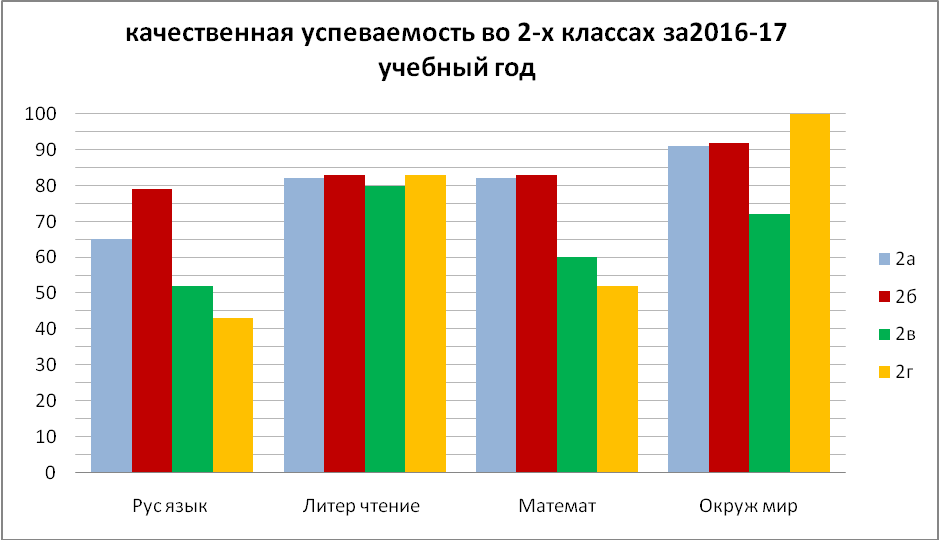 качественная успеваемость во 2-х классах за2016-17
учебный год
100
90
80
70
60
50
40
30
20
10
0
Рус язык
Литер чтение
Математ
Окруж мир
2а
2б
2в
2г